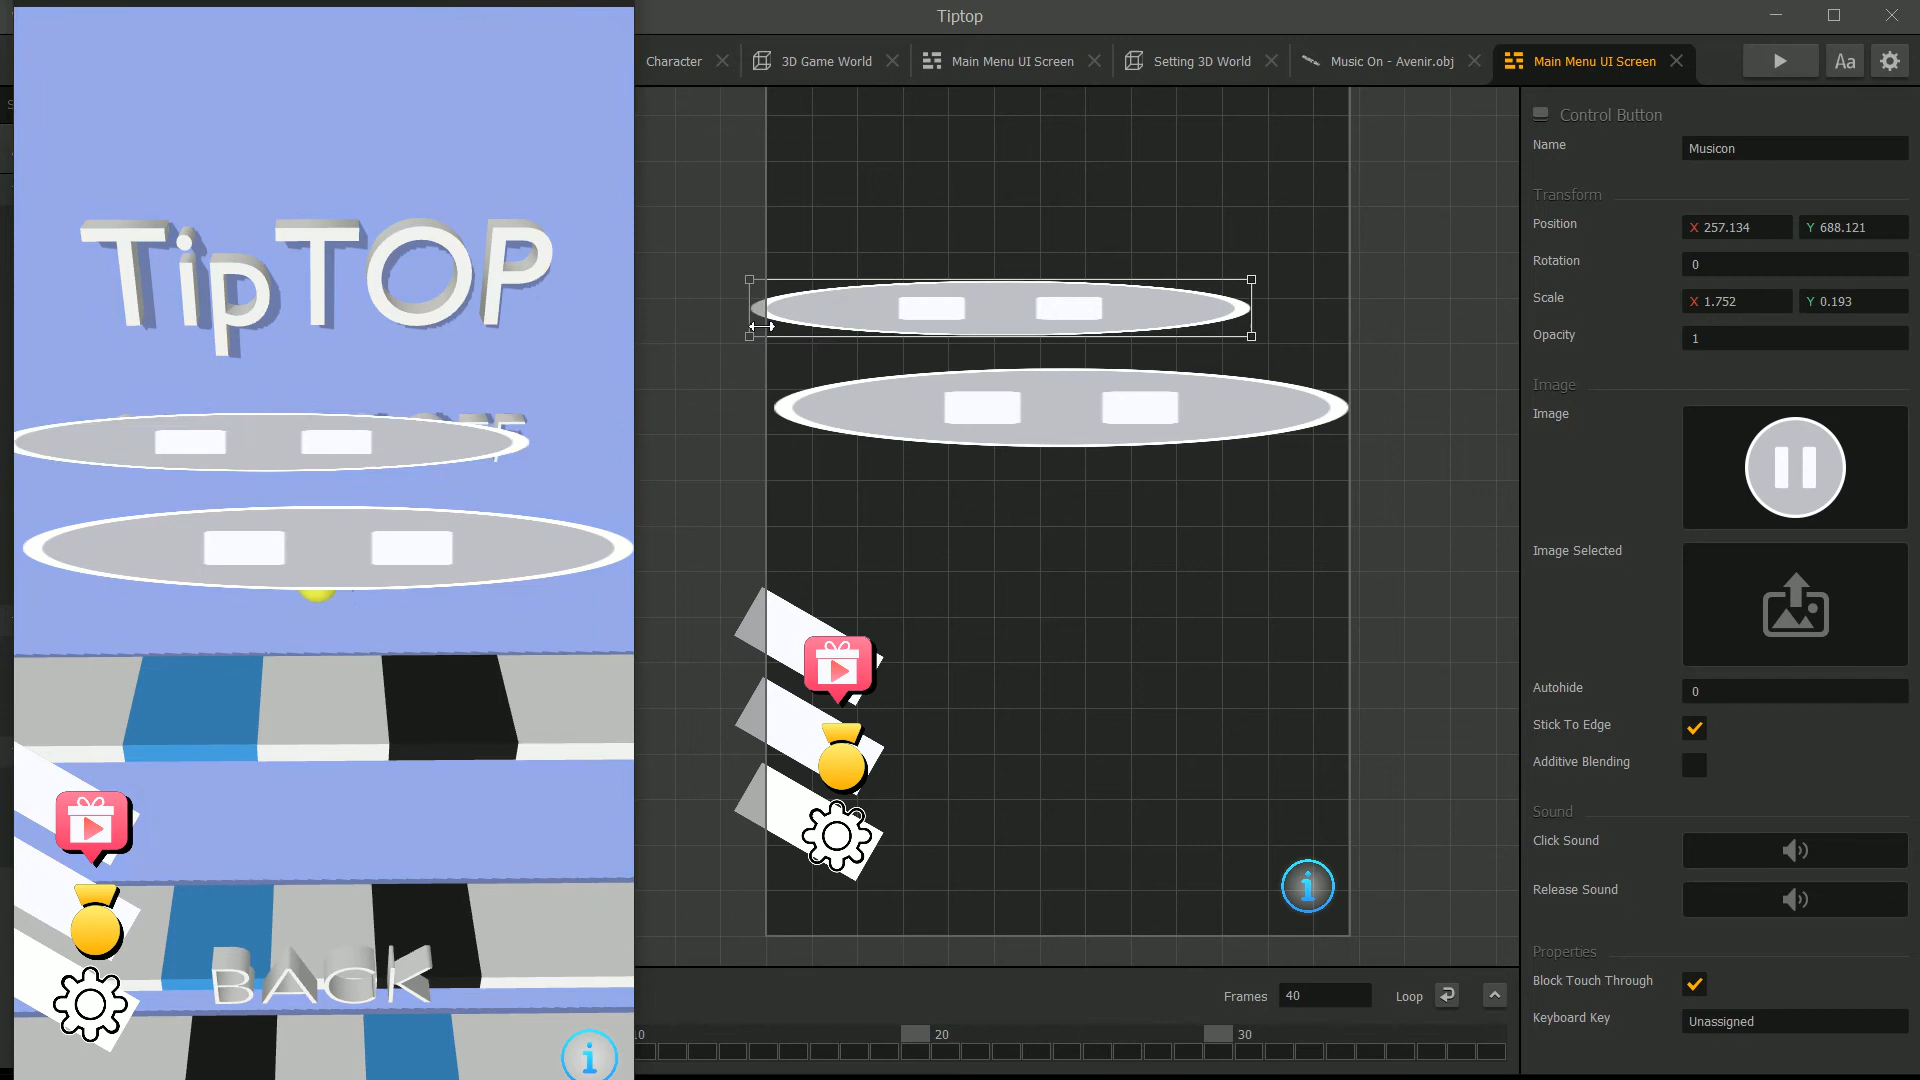 Tiptop
Character
3D Game World
Main Menu UI Screen
Setting 3D World
Music On - Avenir.obj
Main Menu UI Screen
Aa
TipTOP
BACK
i
i
Control Button
Name
Musicon
Transform
Position
X 257.134
Y 688.121
Rotation
0
Scale
X 1.752
Y 0.193
Opacity
1
Image
Image
Image Selected
Autohide
0
Stick To Edge
Additive Blending
Sound
Click Sound
Release Sound
Properties
Block Touch Through
Keyboard Key
Unassigned
Frames
40
Loop
10
20
30